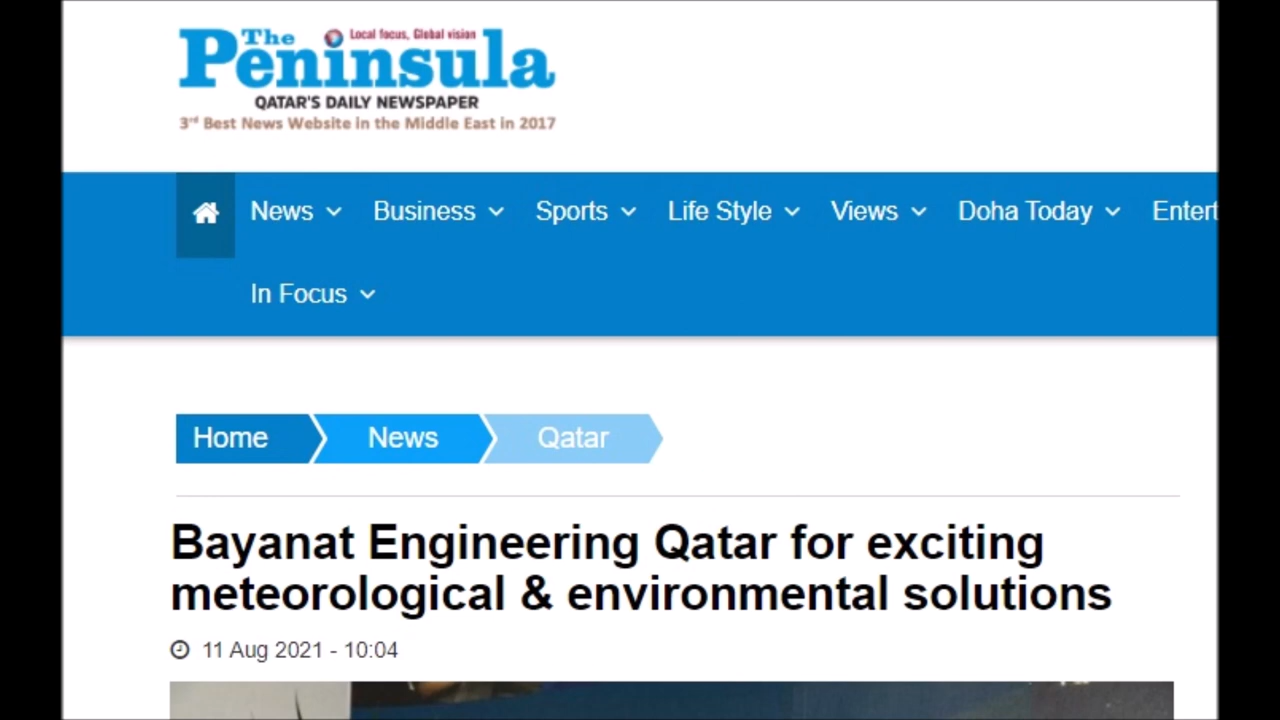 The Local focus, Global vision
Peninsula
QATAR'S DAILY NEWSPAPER
3rd Best News Website in the Middle East in 2017
News Business Sports Life Style Views Doha Today Entert
In Focus
Home News Qatar
Bayanat Engineering Qatar for exciting
meteorological & environmental solutions
11 Aug 2021 - 10:04